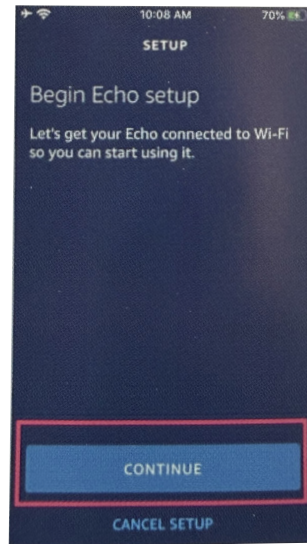 10:08 AM
70%
SETUP
Begin Echo setup
Let's get your Echo connected to Wi-Fi
so you can start using it.
CONTINUE
CANCEL SETUP